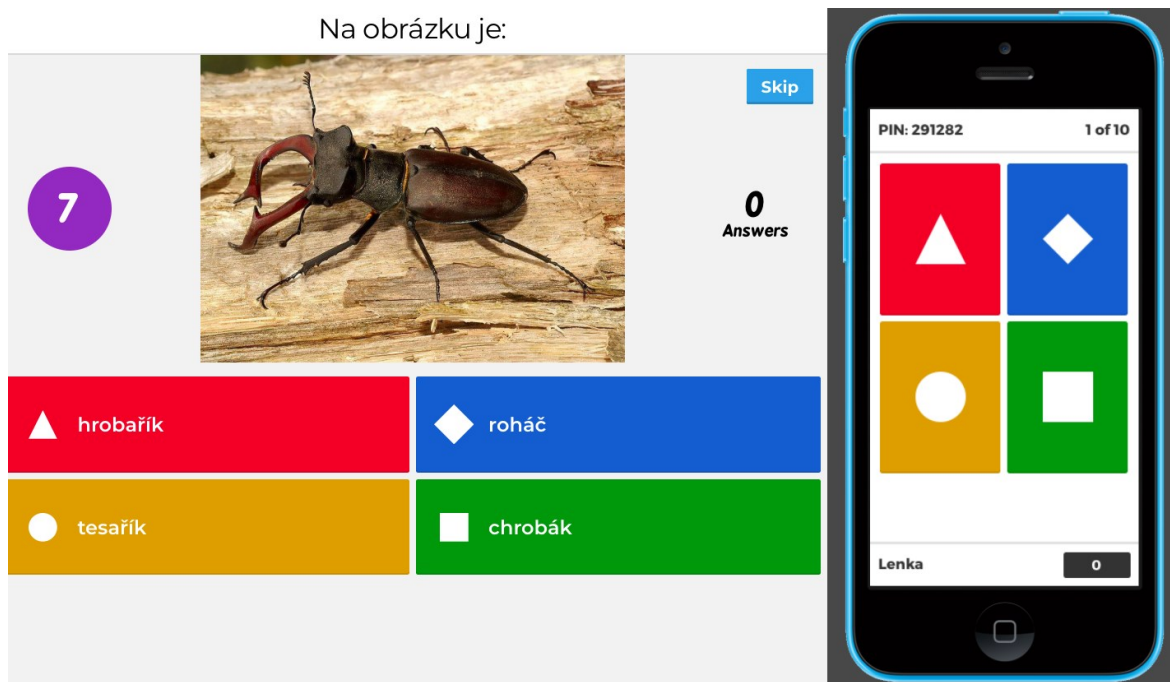 Na obrázku je:
Skip
7
0
Answers
hrobařík
roháč
tesařík
chrobák
PIN: 291282
1 of 10
Lenka
0